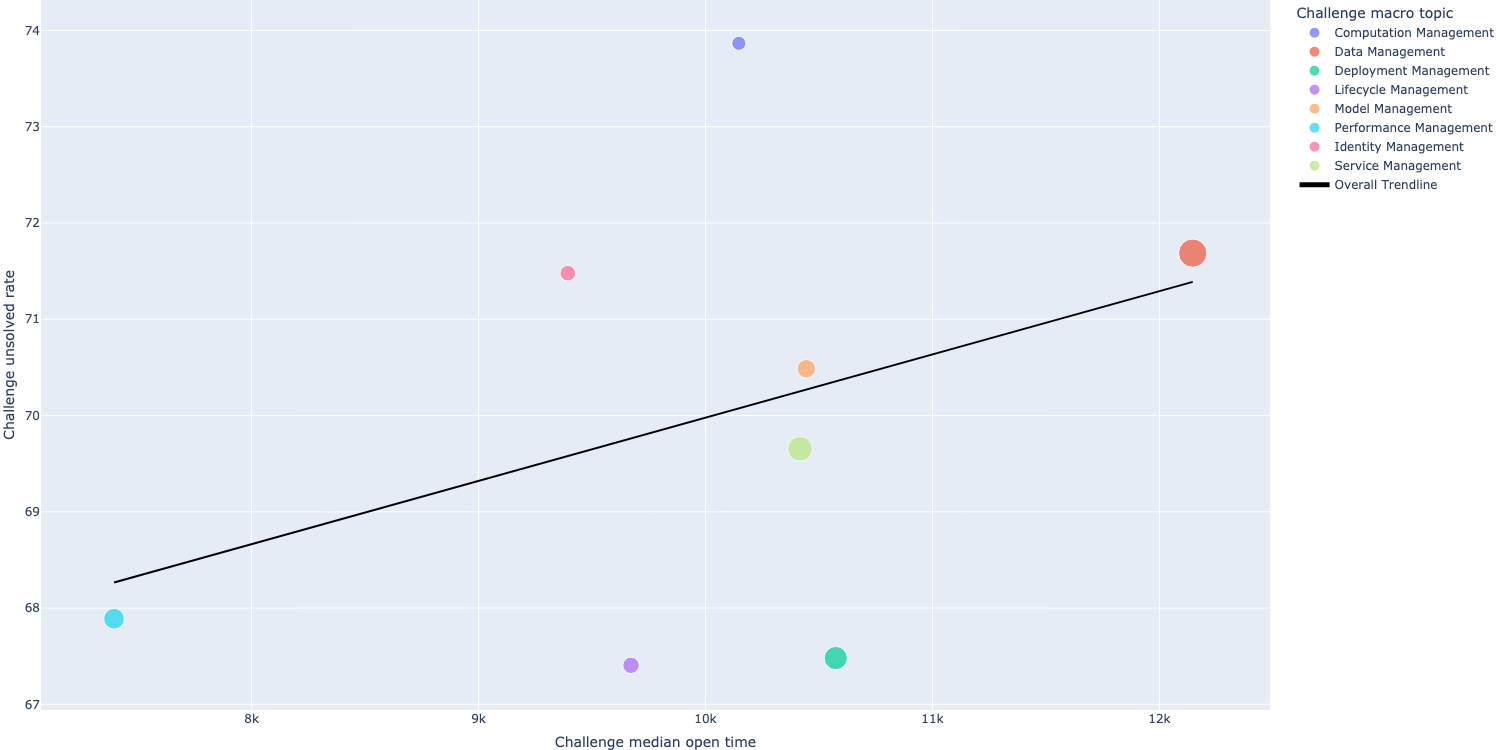 74
73
72
71
70
69
68
67
Challenge unsolved rate
8k
9k
10k
11k
12k
Challenge median open time
Challenge macro topic
Computation Management
Data Management
Deployment Management
Lifecycle Management
Model Management
Performance Management
Identity Management
Service Management
Overall Trendline